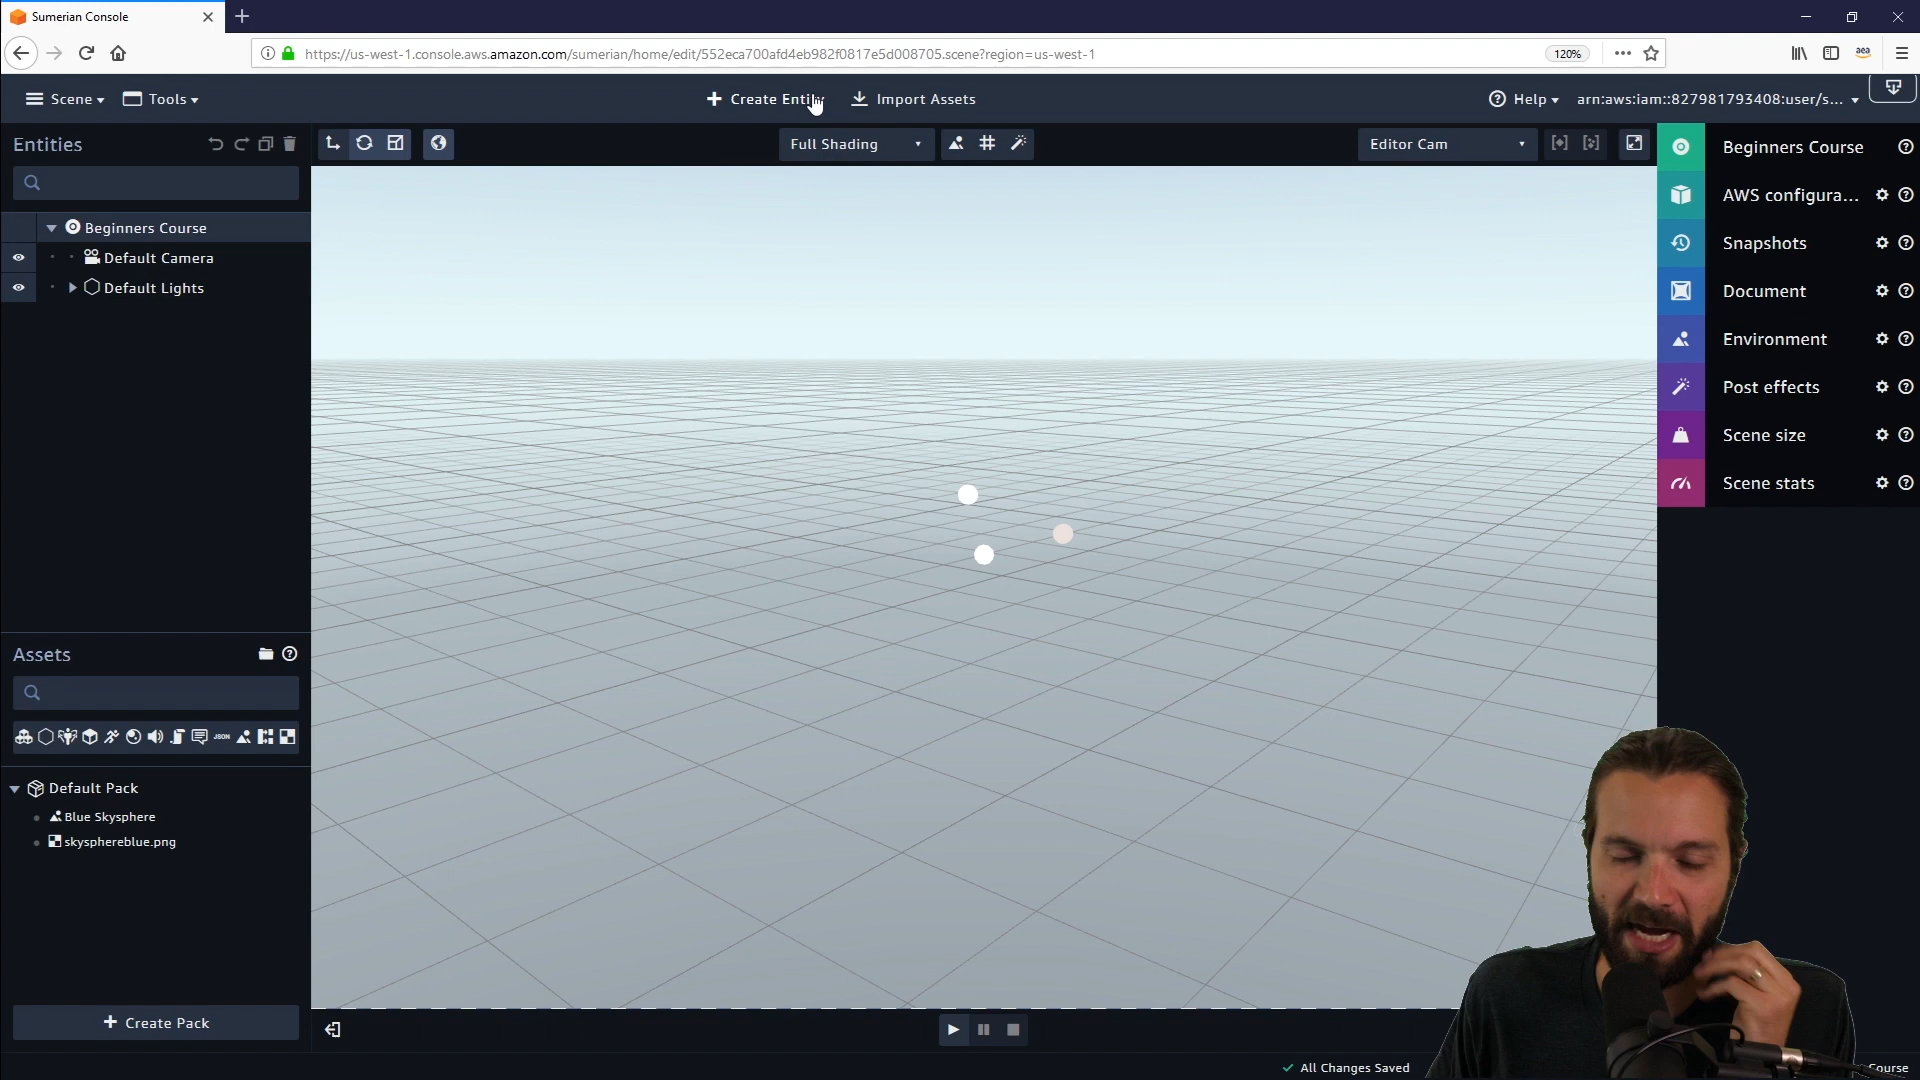 Sumerian Console
https://us-west-1.console.aws.amazon.com/sumerian/home/edit/552eca700afd4eb982f0817e5d008705.scene?region=us-west-1
120%
aea
Scene
Tools
Create Entity
Import Assets
Help
arn:aws:iam::827981793408:user/s...
Entities
Full Shading
Editor Cam
Beginners Course
Default Camera
Default Lights
Beginners Course
AWS configura...
Snapshots
Document
Environment
Post effects
Scene size
Scene stats
Assets
JSON
Default Pack
Blue Skysphere
skysphereblue.png
Create Pack
All Changes Saved
Course